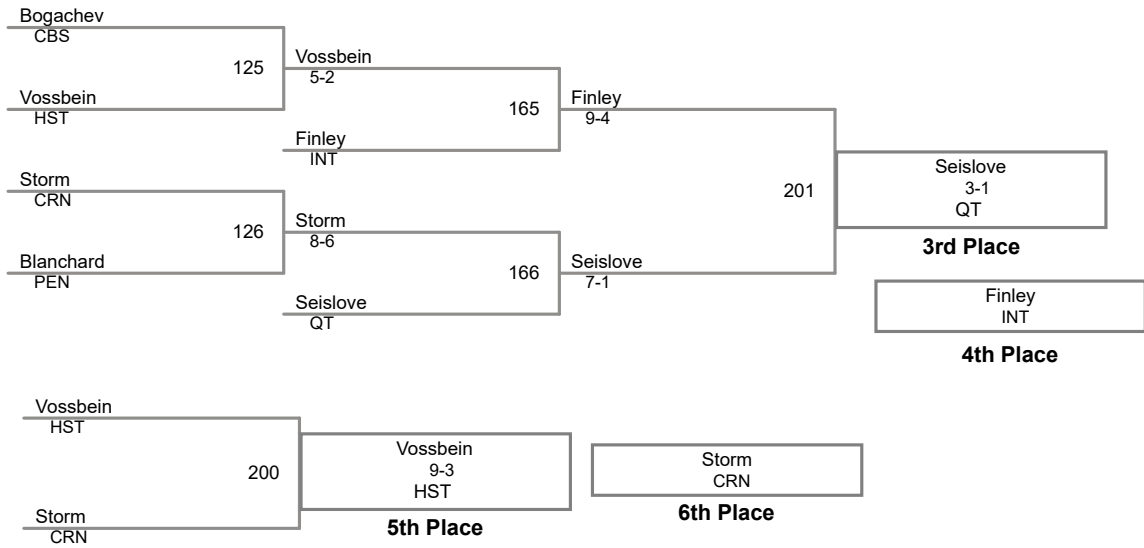 Bogachev
CBS
125
Vossbein
5-2
Vossbein
HST
165
Finley
9-4
Finley
INT
Storm
CRN
201
Seislove
3-1
QT
3rd Place
126
Storm
8-6
Blanchard
PEN
166
Seislove
7-1
Seislove
QT
Finley
INT
4th Place
Vossbein
HST
200
Vossbein
9-3
HST
5th Place
Storm
CRN
6th Place
Storm
CRN